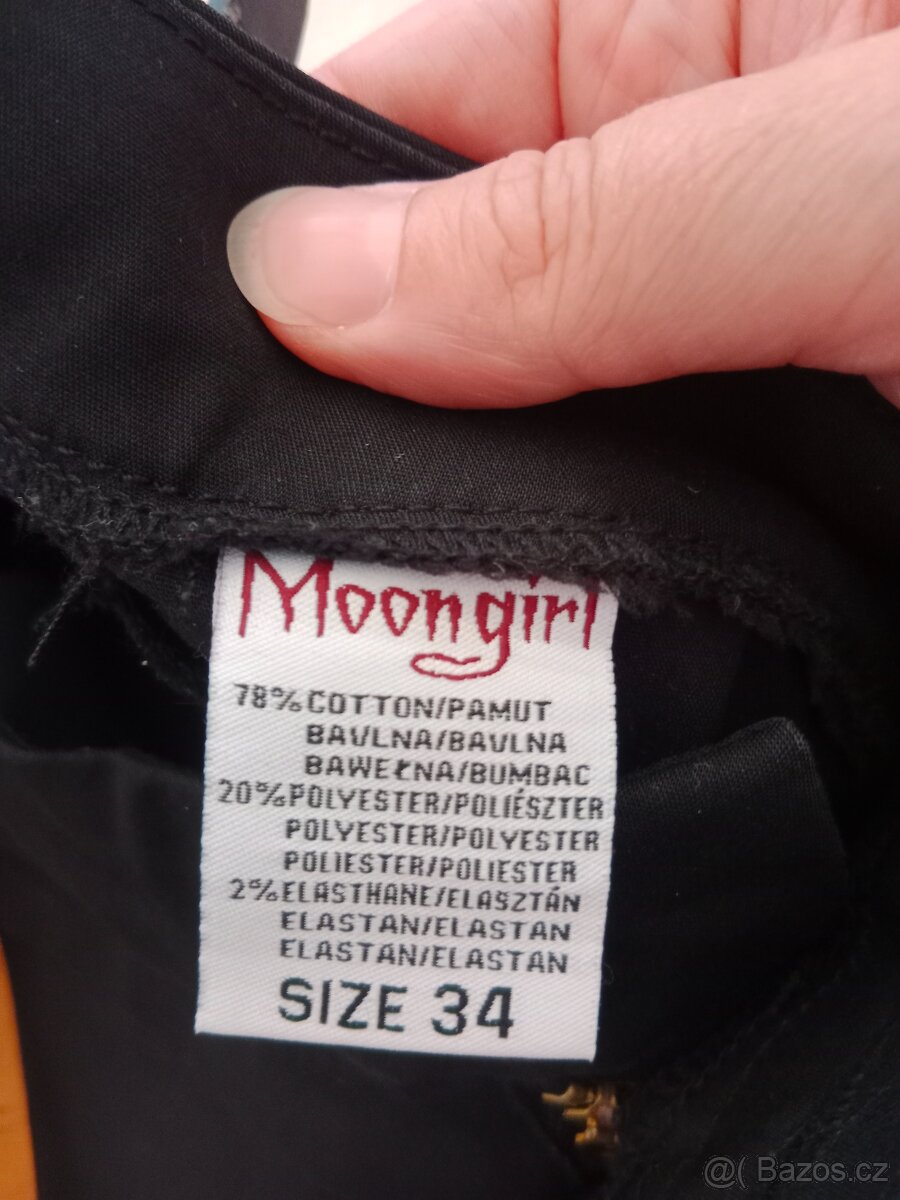 Moongirl
78% COTTON/PAMUT
BAVLNA/BAVLNA
BAWEŁNA/BUMBAC
20% POLYESTER/POLIÉSZTER
POLYESTER/POLYESTER
POLIESTER/POLIESTER
2% ELASTHANE/ELASZTÁN
ELASTAN/ELASTAN
ELASTAN/ELASTAN
SIZE 34
@( Bazos.cz